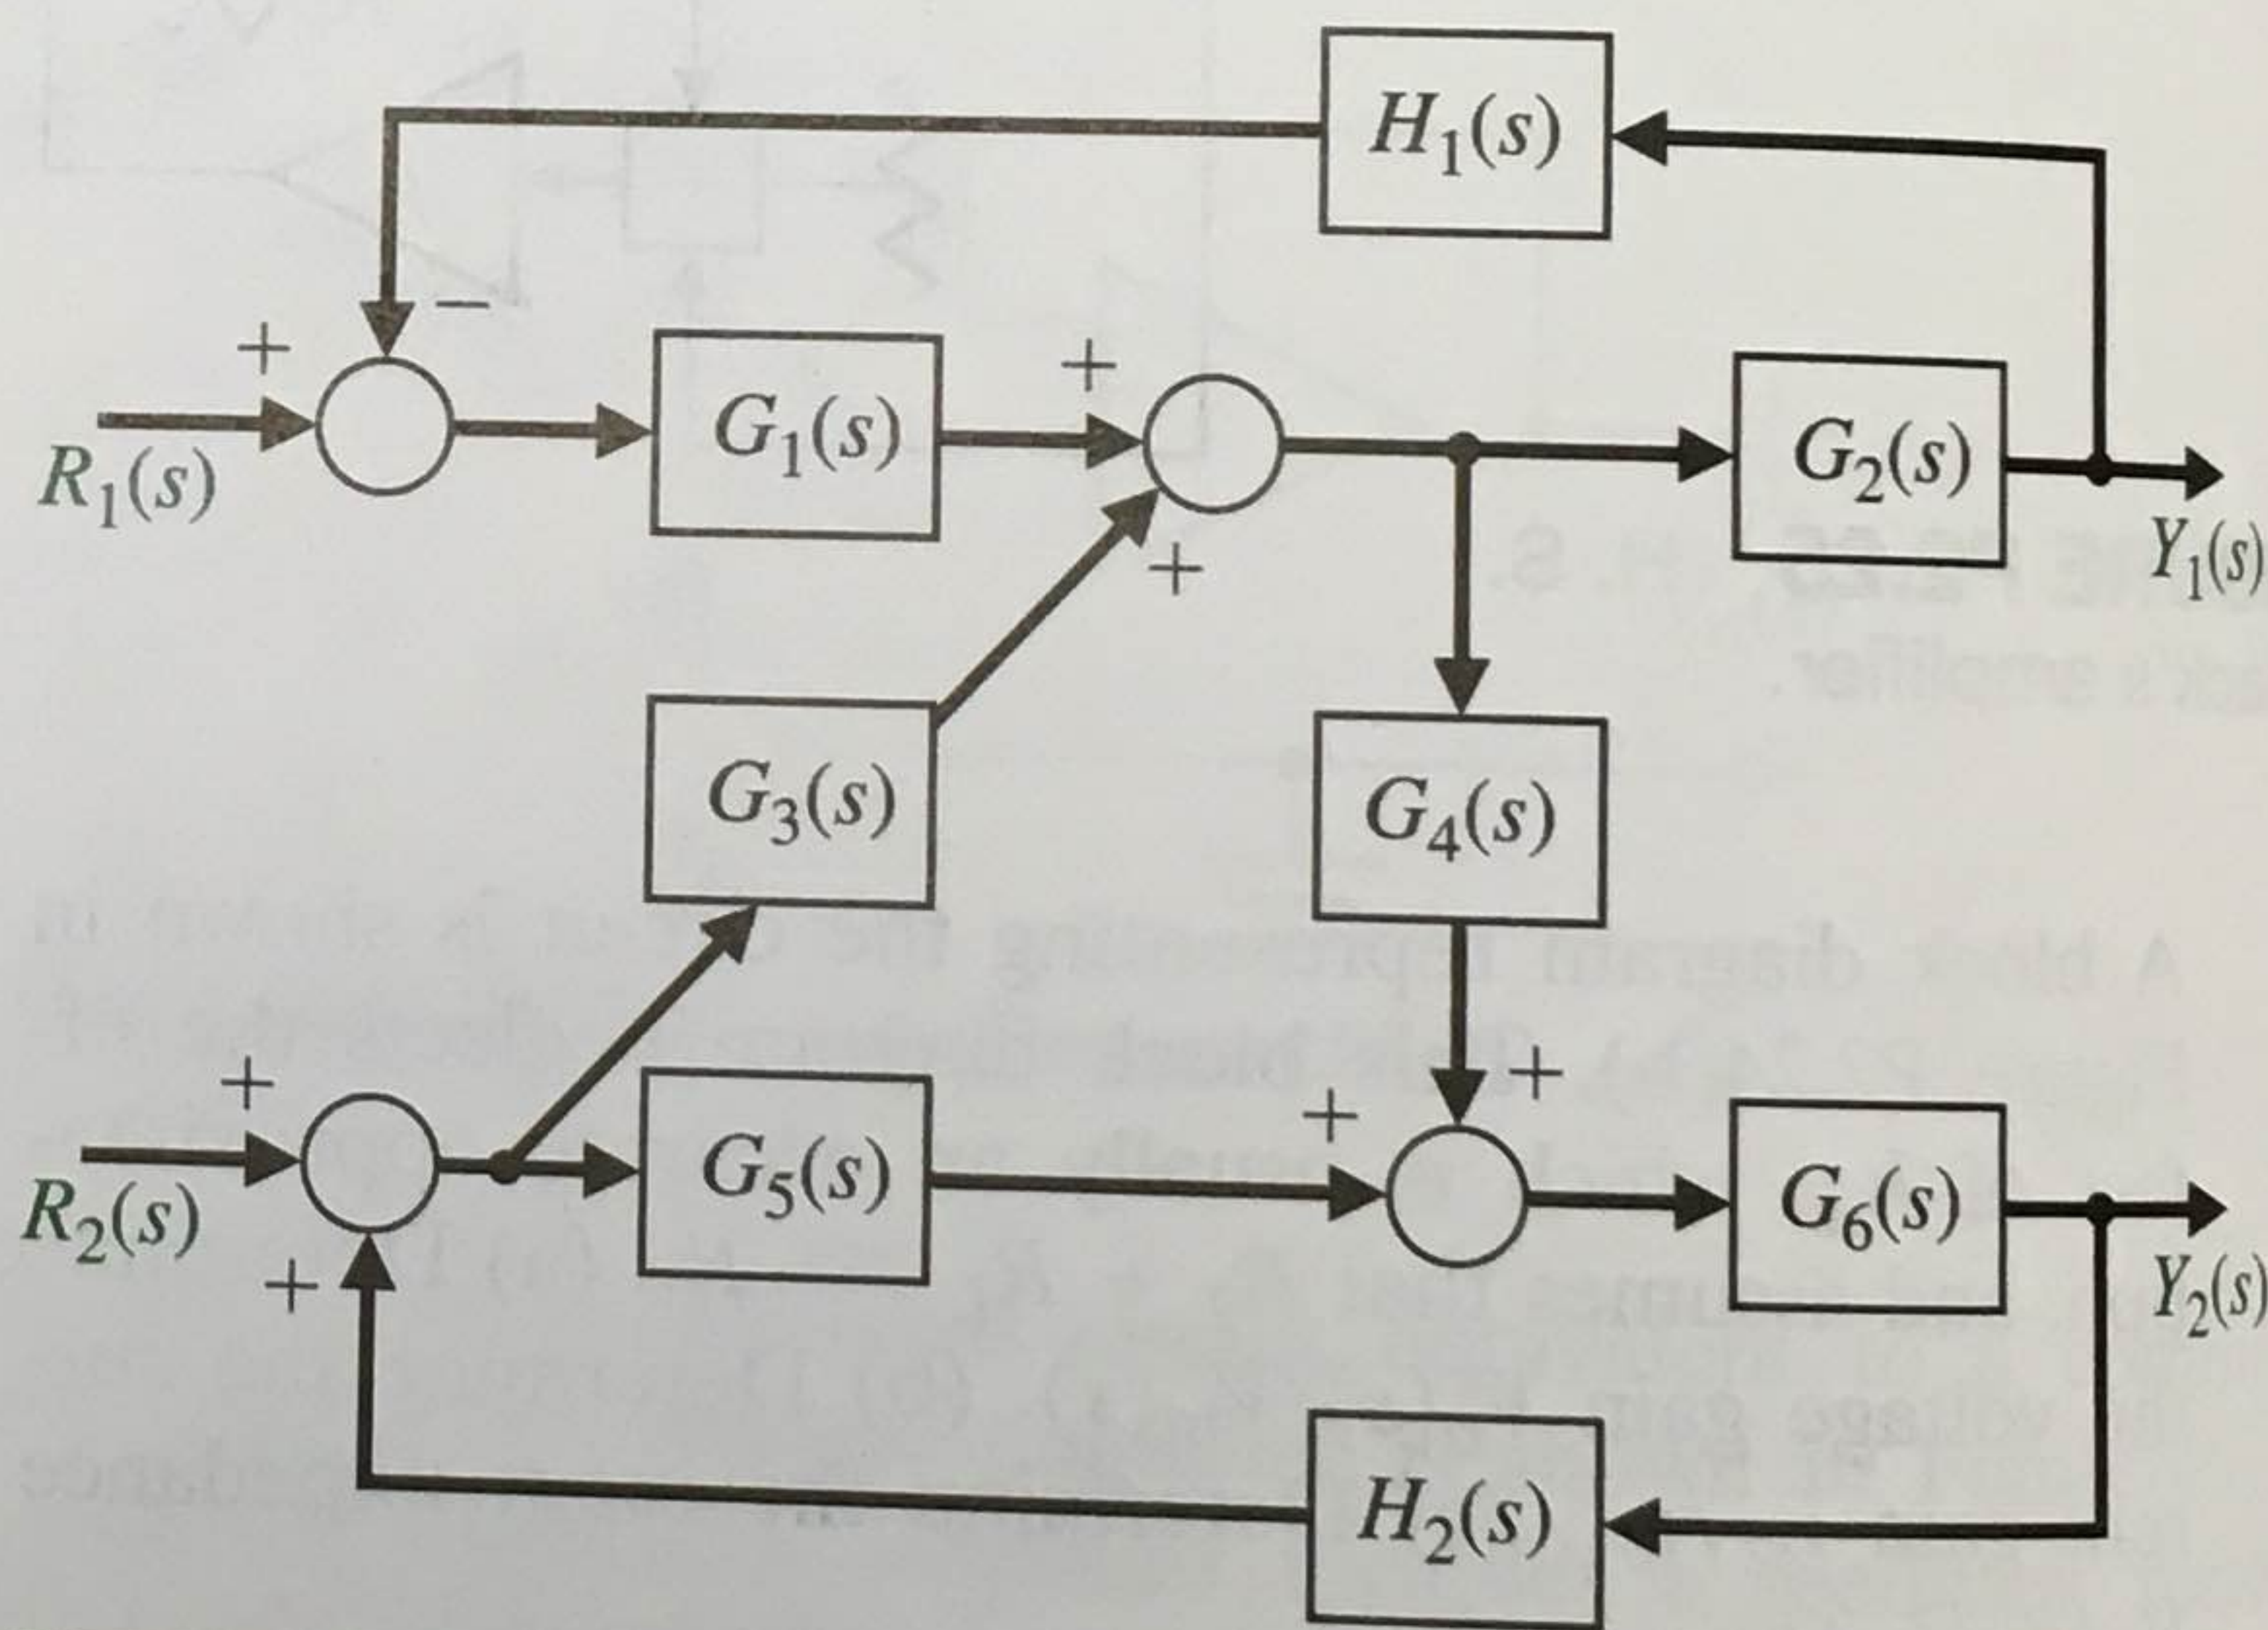 H₁(s)
+
−
R₁(s)
G₁(s)
+
+
G₂(s)
Y₁(s)
G₃(s)
G₄(s)
+
R₂(s)
+
G₅(s)
+
+
G₆(s)
Y₂(s)
H₂(s)